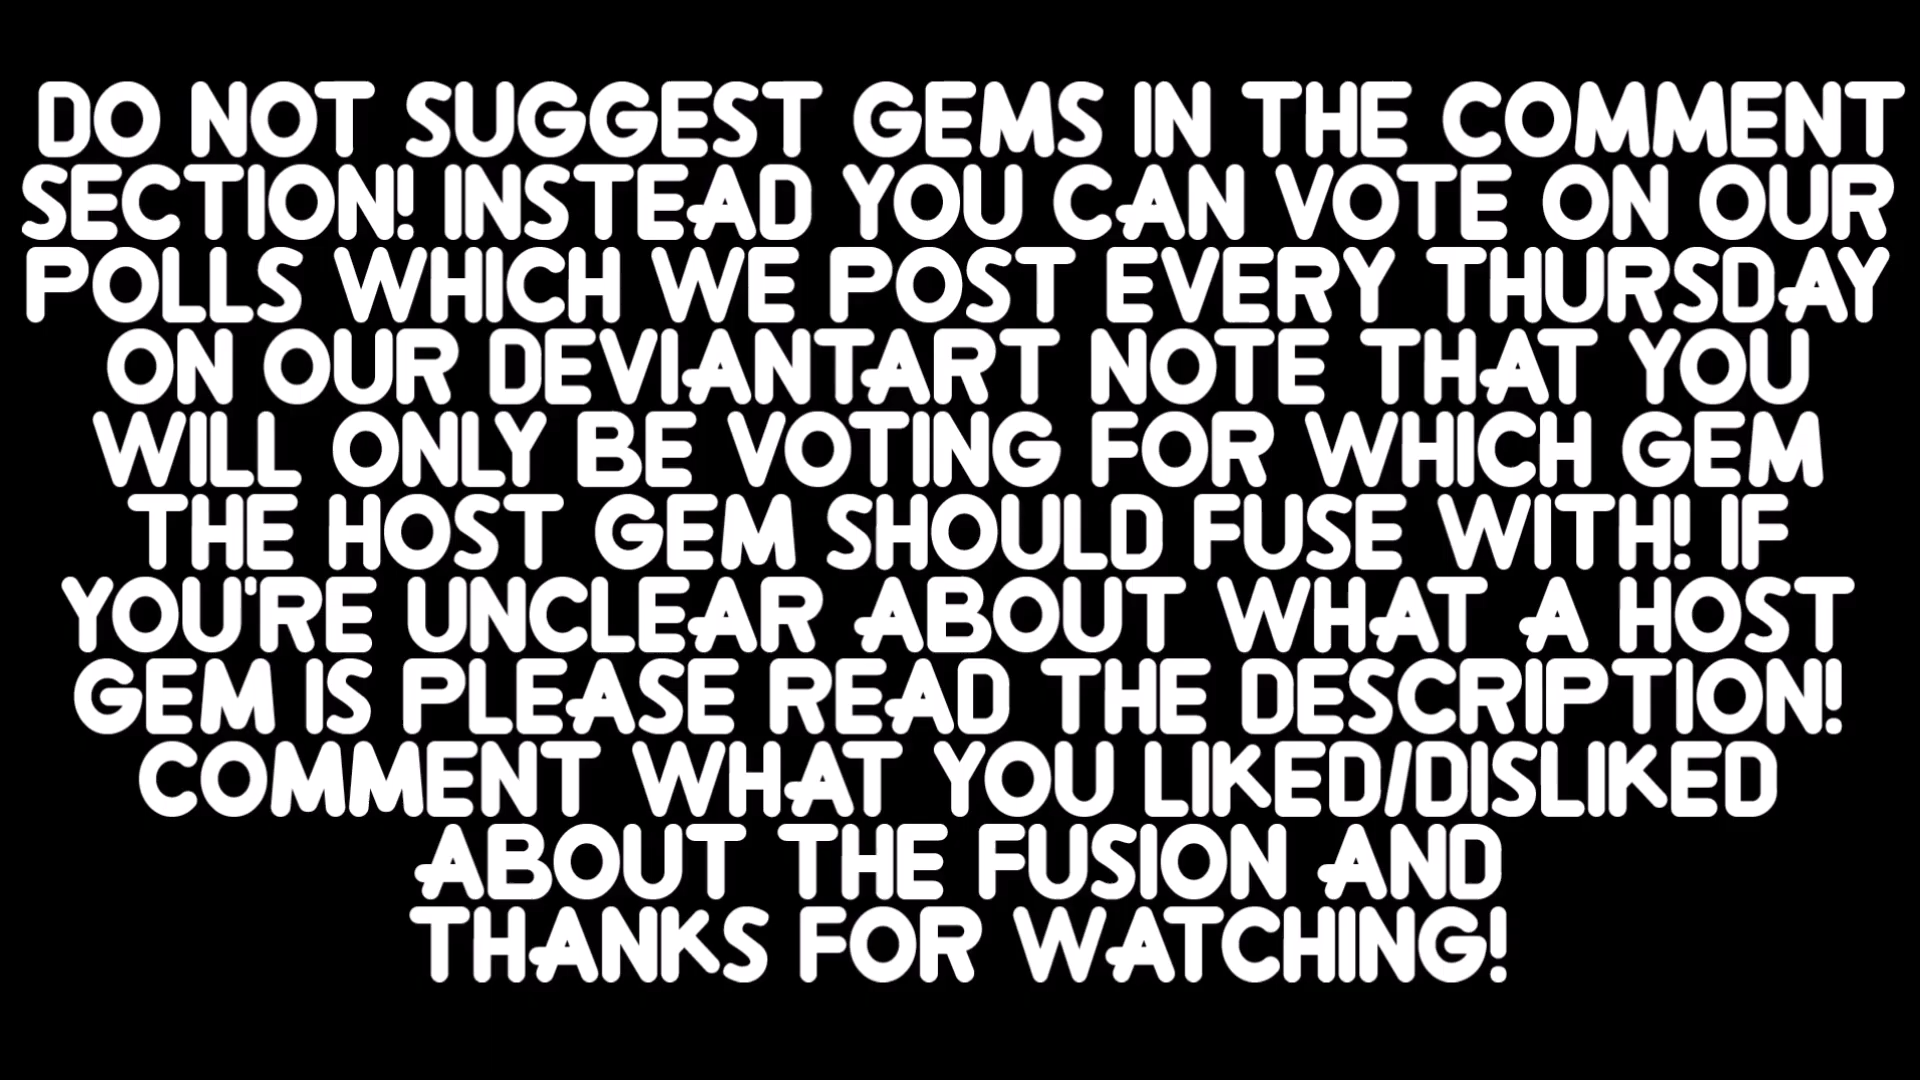 DO NOT SUGGEST GEMS IN THE COMMENT
SECTION! INSTEAD YOU CAN VOTE ON OUR
POLLS WHICH WE POST EVERY THURSDAY
ON OUR DEVIANTART NOTE THAT YOU
WILL ONLY BE VOTING FOR WHICH GEM
THE HOST GEM SHOULD FUSE WITH! IF
YOU'RE UNCLEAR ABOUT WHAT A HOST
GEM IS PLEASE READ THE DESCRIPTION!
COMMENT WHAT YOU LIKED/DISLIKED
ABOUT THE FUSION AND
THANKS FOR WATCHING!